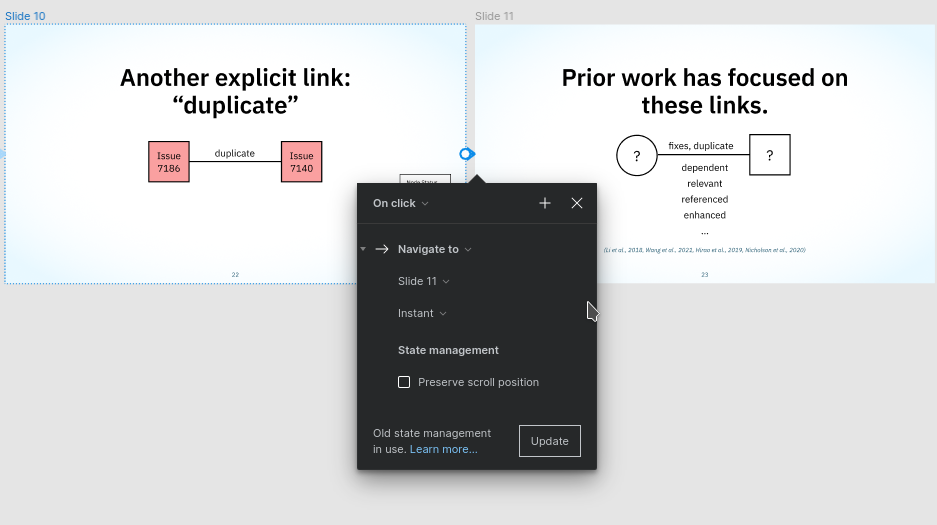 Slide 10
Another explicit link:
“duplicate”
Issue
7186
duplicate
Issue
7140
Node Status
22
Slide 11
Prior work has focused on
these links.
?
fixes, duplicate
?
dependent
relevant
referenced
enhanced
...
(Li et al., 2018, Wang et al., 2021, Hirao et al., 2019, Nicholson et al., 2020)
23
On click
Navigate to
Slide 11
Instant
State management
Preserve scroll position
Old state management
in use. Learn more...
Update